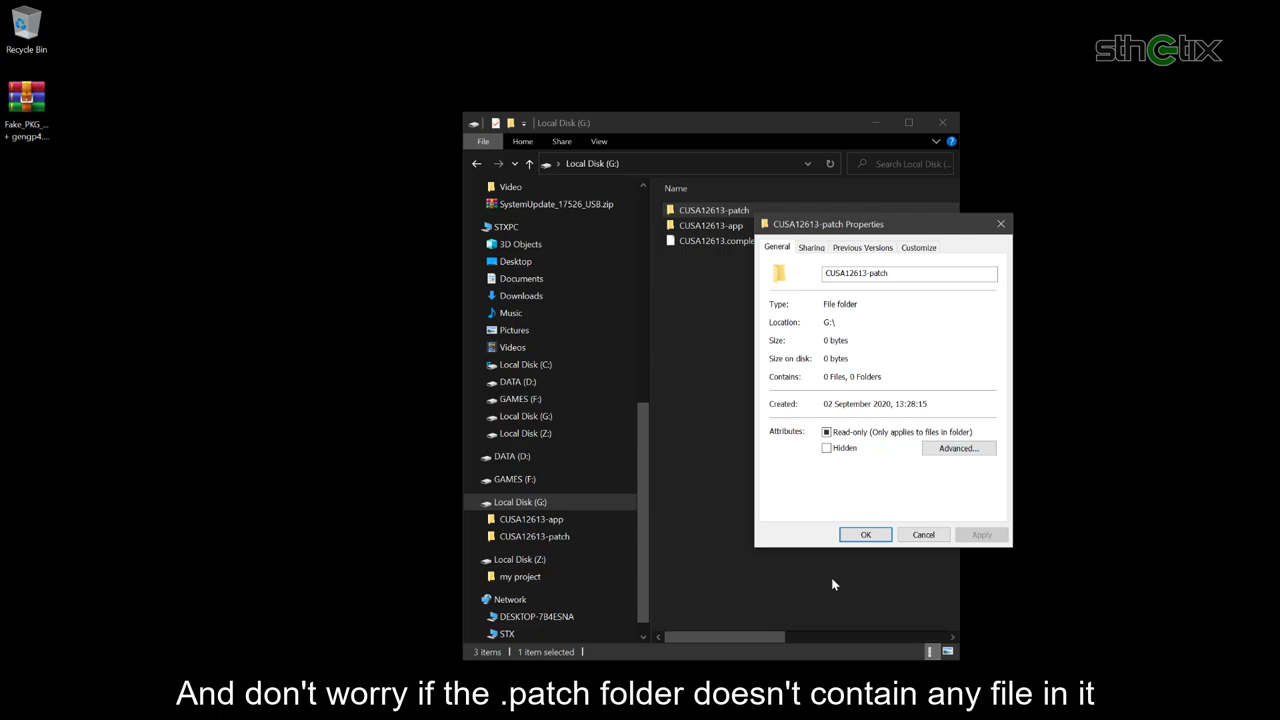 Recycle Bin
Fake_PKG_...
+ gengp4....
sthetix
Local Disk (G:)
File
Home
Share
View
Local Disk (G:)
Search Local Disk (...
Video
SystemUpdate_17526_USB.zip
STXPC
3D Objects
Desktop
Documents
Downloads
Music
Pictures
Videos
Local Disk (C:)
DATA (D:)
GAMES (F:)
Local Disk (G:)
Local Disk (Z:)
DATA (D:)
GAMES (F:)
Local Disk (G:)
CUSA12613-app
CUSA12613-patch
Local Disk (Z:)
my project
Network
DESKTOP-7B4ESNA
STX
Name
CUSA12613-patch
CUSA12613-app
CUSA12613.comple
CUSA12613-patch Properties
General
Sharing
Previous Versions
Customize
CUSA12613-patch
Type: File folder
Location: G:\
Size: 0 bytes
Size on disk: 0 bytes
Contains: 0 Files, 0 Folders
Created: 02 September 2020, 13:28:15
Attributes: Read-only (Only applies to files in folder)
Hidden
Advanced...
OK
Cancel
Apply
3 items
1 item selected
And don't worry if the .patch folder doesn't contain any file in it